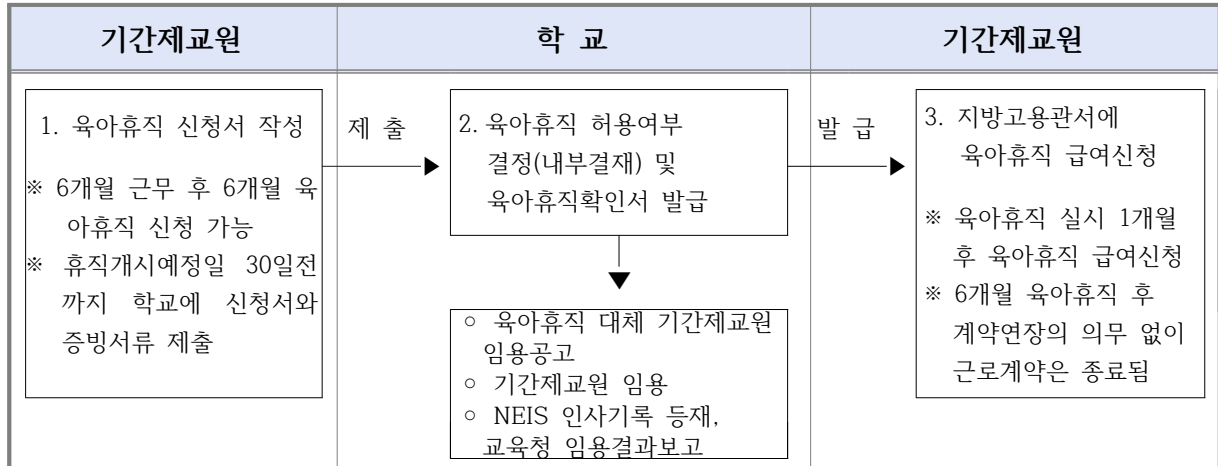 기간제교원
학 교
기간제교원
1. 육아휴직 신청서 작성
※ 6개월 근무 후 6개월 육
아휴직 신청 가능
※ 휴직개시예정일 30일전
까지 학교에 신청서와
증빙서류 제출
제 출
2. 육아휴직 허용여부
결정(내부결재) 및
육아휴직확인서 발급
○ 육아휴직 대체 기간제교원
임용공고
○ 기간제교원 임용
○ NEIS 인사기록 등재,
교육청 임용결과보고
발 급
3. 지방고용관서에
육아휴직 급여신청
※ 육아휴직 실시 1개월
후 육아휴직 급여신청
※ 6개월 육아휴직 후
계약연장의 의무 없이
근로계약은 종료됨